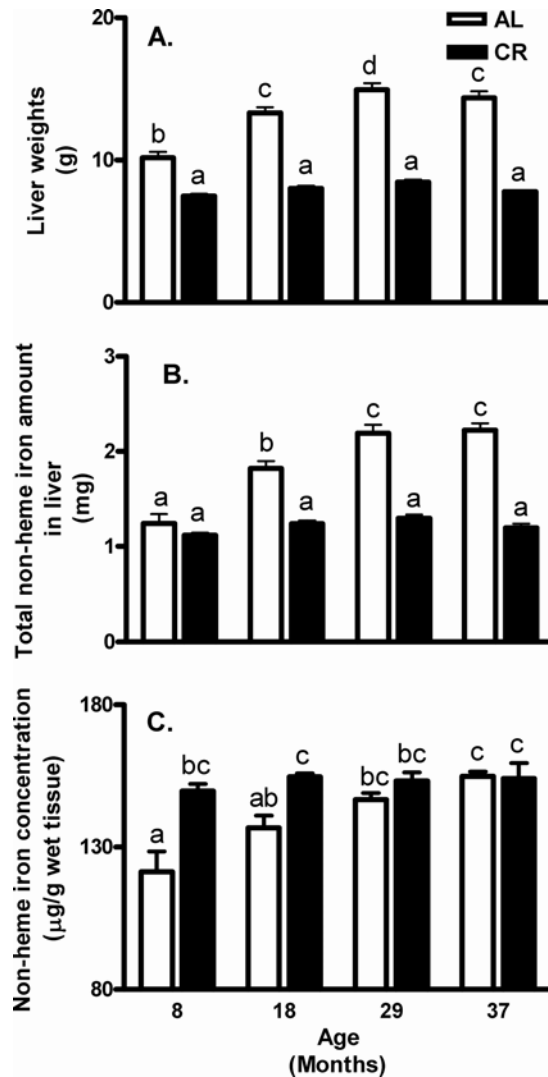 A.
AL
CR
Liver weights
(g)
20
10
0
b
a
c
a
d
a
c
a
B.
Total non-heme iron amount
in liver
(mg)
3
2
1
0
a
a
b
a
c
a
c
a
C.
Non-heme iron concentration
(µg/g wet tissue)
180
130
80
a
bc
ab
c
bc
bc
c
c
8
18
29
37
Age
(Months)